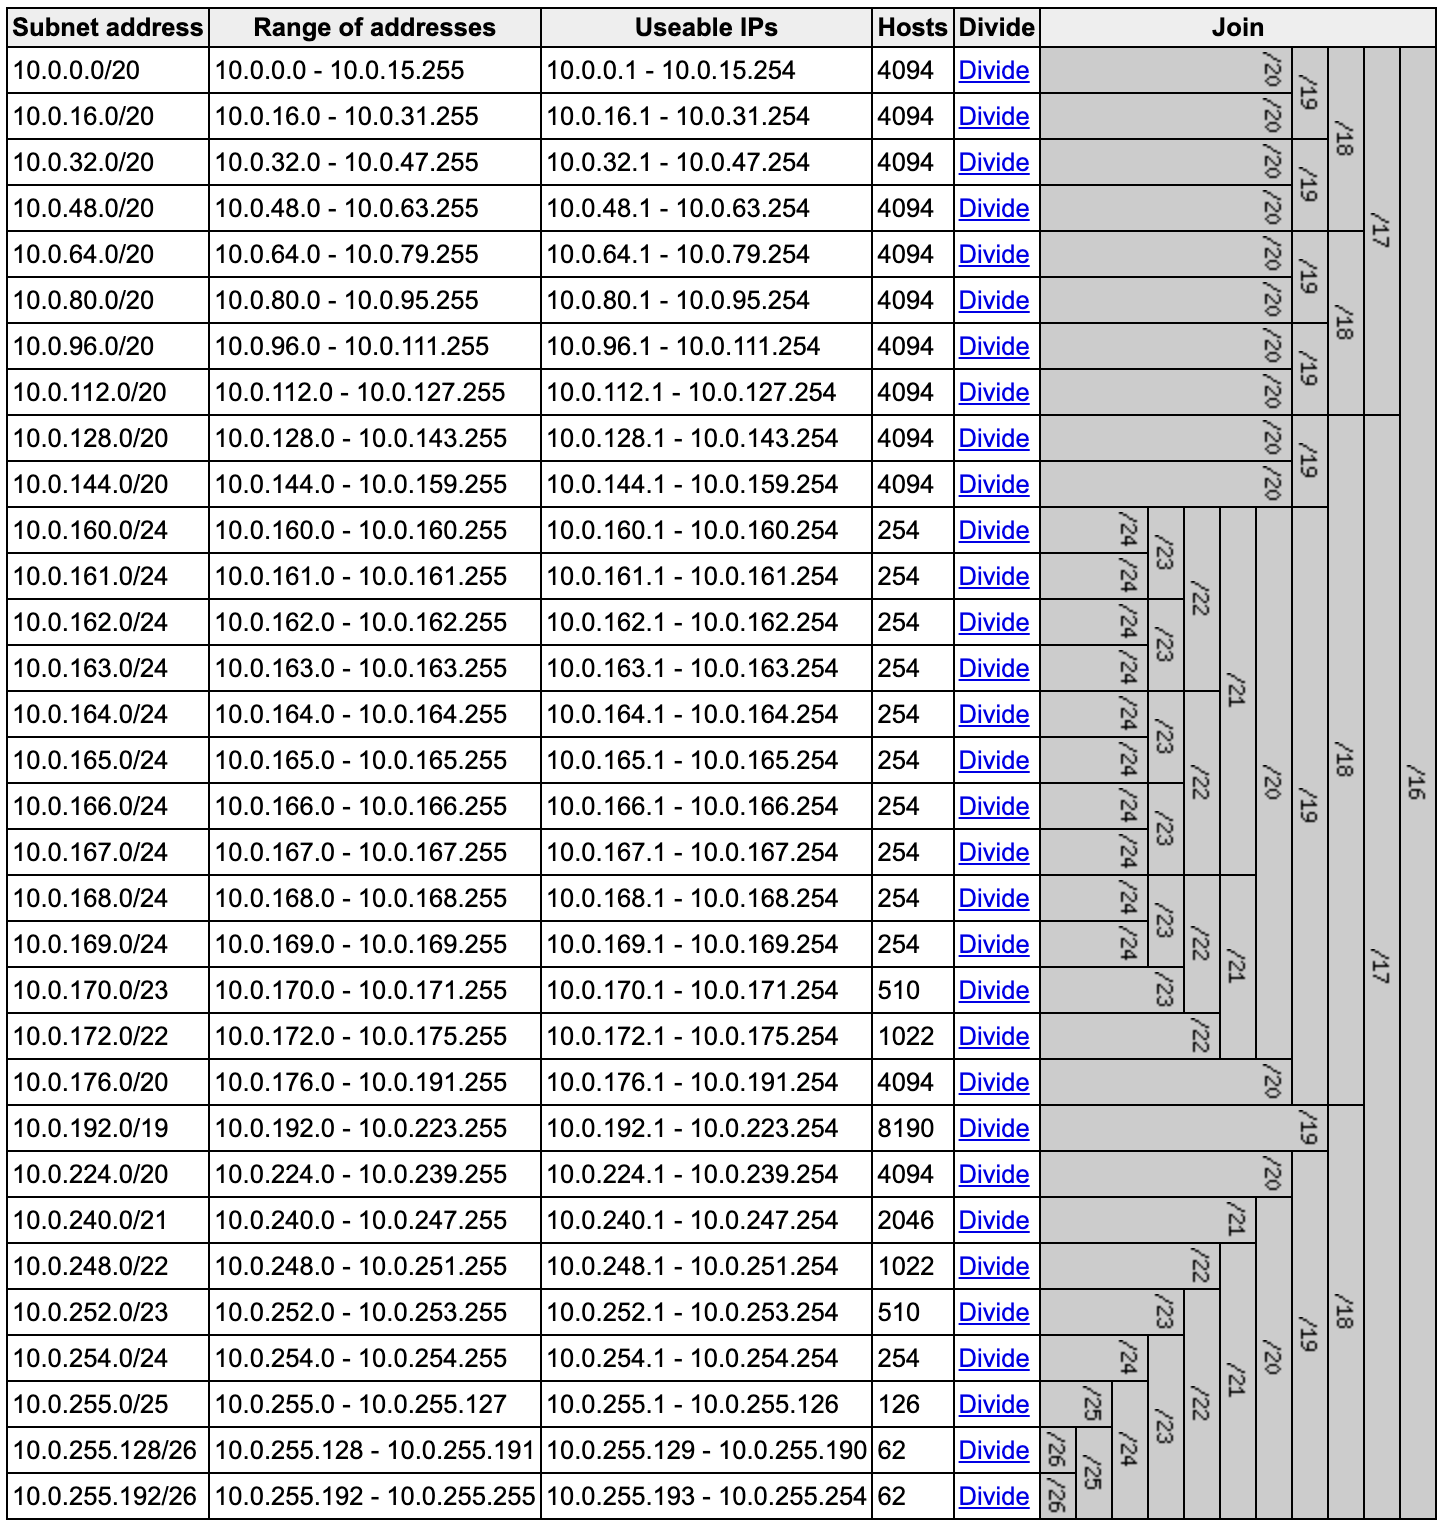 Subnet address Range of addresses Useable IPs Hosts Divide Join
10.0.0.0/20 10.0.0.0 - 10.0.15.255 10.0.0.1 - 10.0.15.254 4094 Divide /20 /19 /18 /17 /16
10.0.16.0/20 10.0.16.0 - 10.0.31.255 10.0.16.1 - 10.0.31.254 4094 Divide /20
10.0.32.0/20 10.0.32.0 - 10.0.47.255 10.0.32.1 - 10.0.47.254 4094 Divide /20 /19
10.0.48.0/20 10.0.48.0 - 10.0.63.255 10.0.48.1 - 10.0.63.254 4094 Divide /20
10.0.64.0/20 10.0.64.0 - 10.0.79.255 10.0.64.1 - 10.0.79.254 4094 Divide /20 /19 /18
10.0.80.0/20 10.0.80.0 - 10.0.95.255 10.0.80.1 - 10.0.95.254 4094 Divide /20
10.0.96.0/20 10.0.96.0 - 10.0.111.255 10.0.96.1 - 10.0.111.254 4094 Divide /20 /19
10.0.112.0/20 10.0.112.0 - 10.0.127.255 10.0.112.1 - 10.0.127.254 4094 Divide /20
10.0.128.0/20 10.0.128.0 - 10.0.143.255 10.0.128.1 - 10.0.143.254 4094 Divide /20 /19 /18 /17
10.0.144.0/20 10.0.144.0 - 10.0.159.255 10.0.144.1 - 10.0.159.254 4094 Divide /20
10.0.160.0/24 10.0.160.0 - 10.0.160.255 10.0.160.1 - 10.0.160.254 254 Divide /24 /23 /22 /21 /20 /19
10.0.161.0/24 10.0.161.0 - 10.0.161.255 10.0.161.1 - 10.0.161.254 254 Divide /24
10.0.162.0/24 10.0.162.0 - 10.0.162.255 10.0.162.1 - 10.0.162.254 254 Divide /24 /23
10.0.163.0/24 10.0.163.0 - 10.0.163.255 10.0.163.1 - 10.0.163.254 254 Divide /24
10.0.164.0/24 10.0.164.0 - 10.0.164.255 10.0.164.1 - 10.0.164.254 254 Divide /24 /23 /22
10.0.165.0/24 10.0.165.0 - 10.0.165.255 10.0.165.1 - 10.0.165.254 254 Divide /24
10.0.166.0/24 10.0.166.0 - 10.0.166.255 10.0.166.1 - 10.0.166.254 254 Divide /24 /23
10.0.167.0/24 10.0.167.0 - 10.0.167.255 10.0.167.1 - 10.0.167.254 254 Divide /24
10.0.168.0/24 10.0.168.0 - 10.0.168.255 10.0.168.1 - 10.0.168.254 254 Divide /24 /23 /22 /21
10.0.169.0/24 10.0.169.0 - 10.0.169.255 10.0.169.1 - 10.0.169.254 254 Divide /24
10.0.170.0/23 10.0.170.0 - 10.0.171.255 10.0.170.1 - 10.0.171.254 510 Divide /23
10.0.172.0/22 10.0.172.0 - 10.0.175.255 10.0.172.1 - 10.0.175.254 1022 Divide /22
10.0.176.0/20 10.0.176.0 - 10.0.191.255 10.0.176.1 - 10.0.191.254 4094 Divide /20
10.0.192.0/19 10.0.192.0 - 10.0.223.255 10.0.192.1 - 10.0.223.254 8190 Divide /19 /18
10.0.224.0/20 10.0.224.0 - 10.0.239.255 10.0.224.1 - 10.0.239.254 4094 Divide /20 /19
10.0.240.0/21 10.0.240.0 - 10.0.247.255 10.0.240.1 - 10.0.247.254 2046 Divide /21 /20
10.0.248.0/22 10.0.248.0 - 10.0.251.255 10.0.248.1 - 10.0.251.254 1022 Divide /22 /21
10.0.252.0/23 10.0.252.0 - 10.0.253.255 10.0.252.1 - 10.0.253.254 510 Divide /23 /22
10.0.254.0/24 10.0.254.0 - 10.0.254.255 10.0.254.1 - 10.0.254.254 254 Divide /24 /23
10.0.255.0/25 10.0.255.0 - 10.0.255.127 10.0.255.1 - 10.0.255.126 126 Divide /25 /24
10.0.255.128/26 10.0.255.128 - 10.0.255.191 10.0.255.129 - 10.0.255.190 62 Divide /26 /25
10.0.255.192/26 10.0.255.192 - 10.0.255.255 10.0.255.193 - 10.0.255.254 62 Divide /26